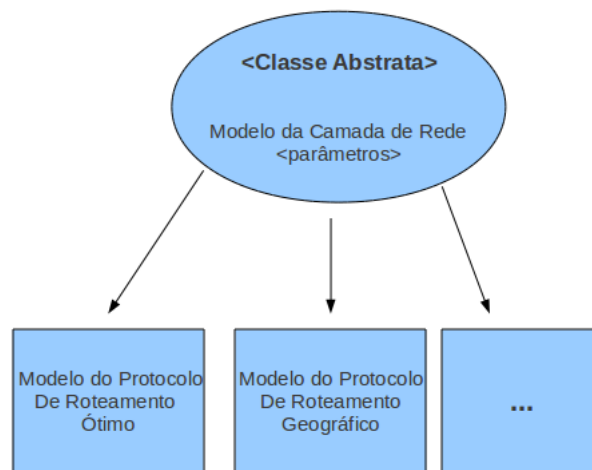 <Classe Abstrata>
Modelo da Camada de Rede
<parâmetros>
Modelo do Protocolo
De Roteamento
Ótimo
Modelo do Protocolo
De Roteamento
Geográfico
...